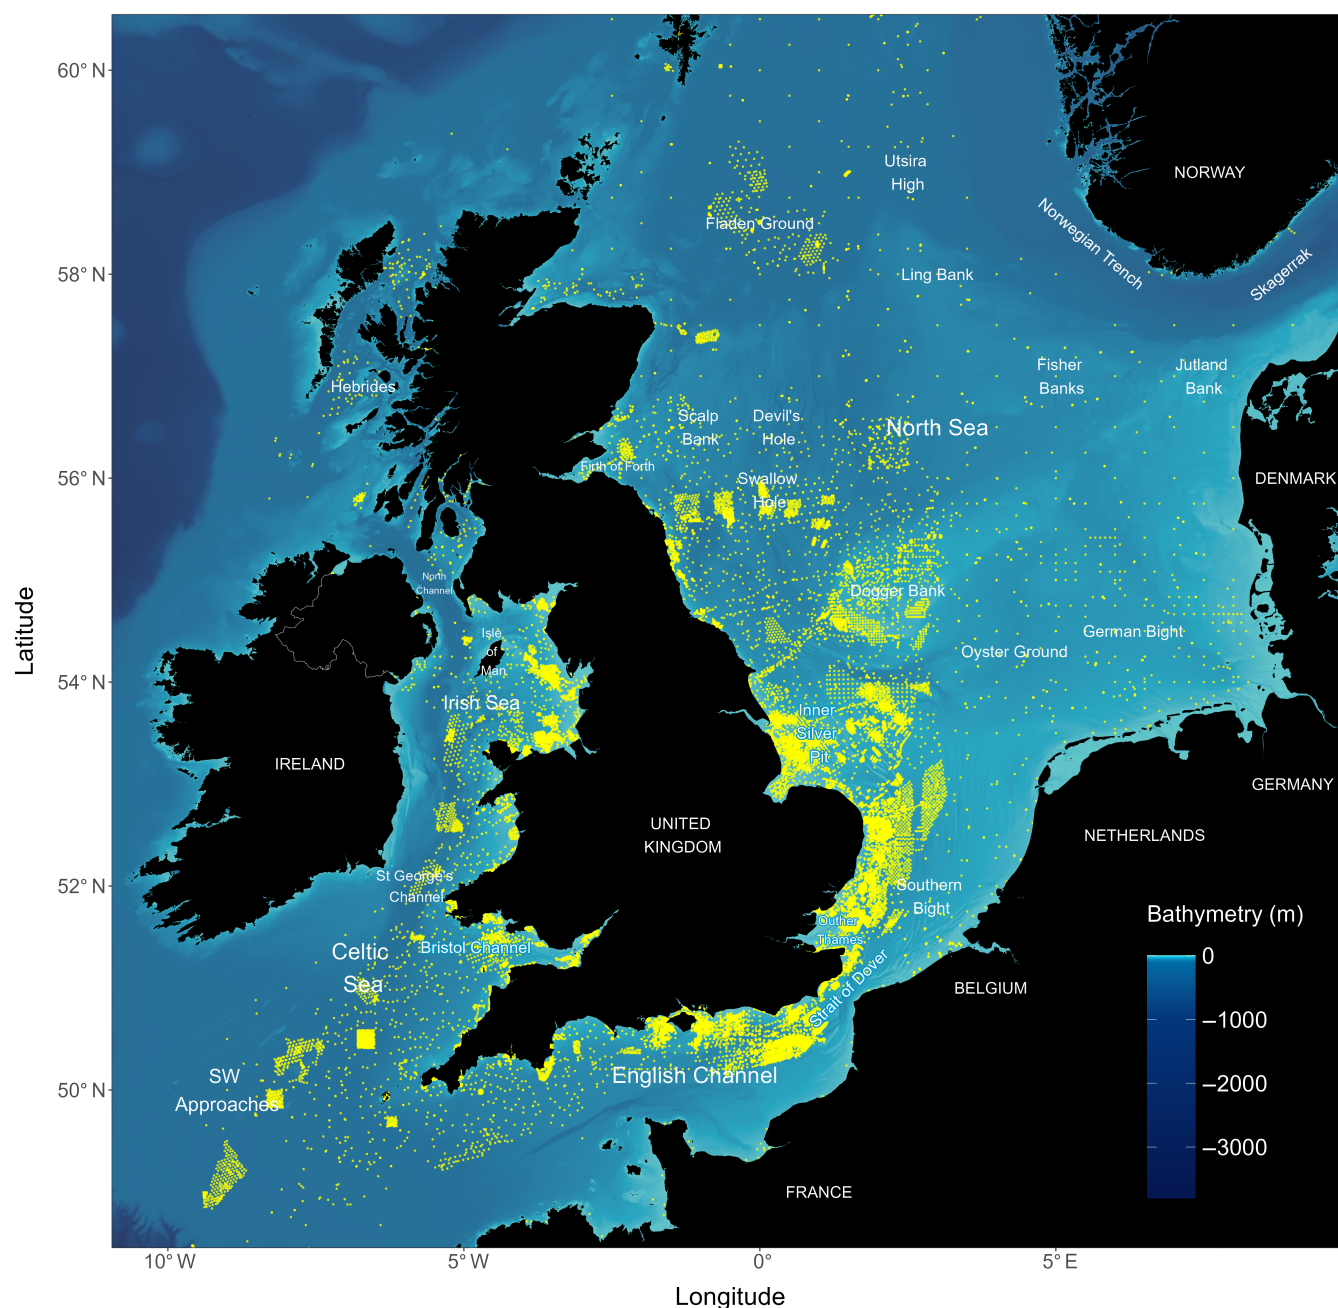 60° N
58° N
56° N
54° N
52° N
50° N
Latitude
10° W
5° W
0°
5° E
Longitude
NORWAY
Utsira
High
Fladen Ground
Norwegian Trench
Skagerrak
Ling Bank
Hebrides
Fisher
Banks
Jutland
Bank
Scalp
Bank
Devil's
Hole
North Sea
Firth of Forth
Swallow
Hole
DENMARK
North
Channel
Dogger Bank
Isle
of
Man
German Bight
Oyster Ground
Irish Sea
Inner
Silver
Pit
IRELAND
GERMANY
UNITED
KINGDOM
NETHERLANDS
St George's
Channel
Southern
Bight
Outher
Thames
Bristol Channel
Celtic
Sea
Strait of Dover
BELGIUM
English Channel
SW
Approaches
FRANCE
Bathymetry (m)
0
−1000
−2000
−3000